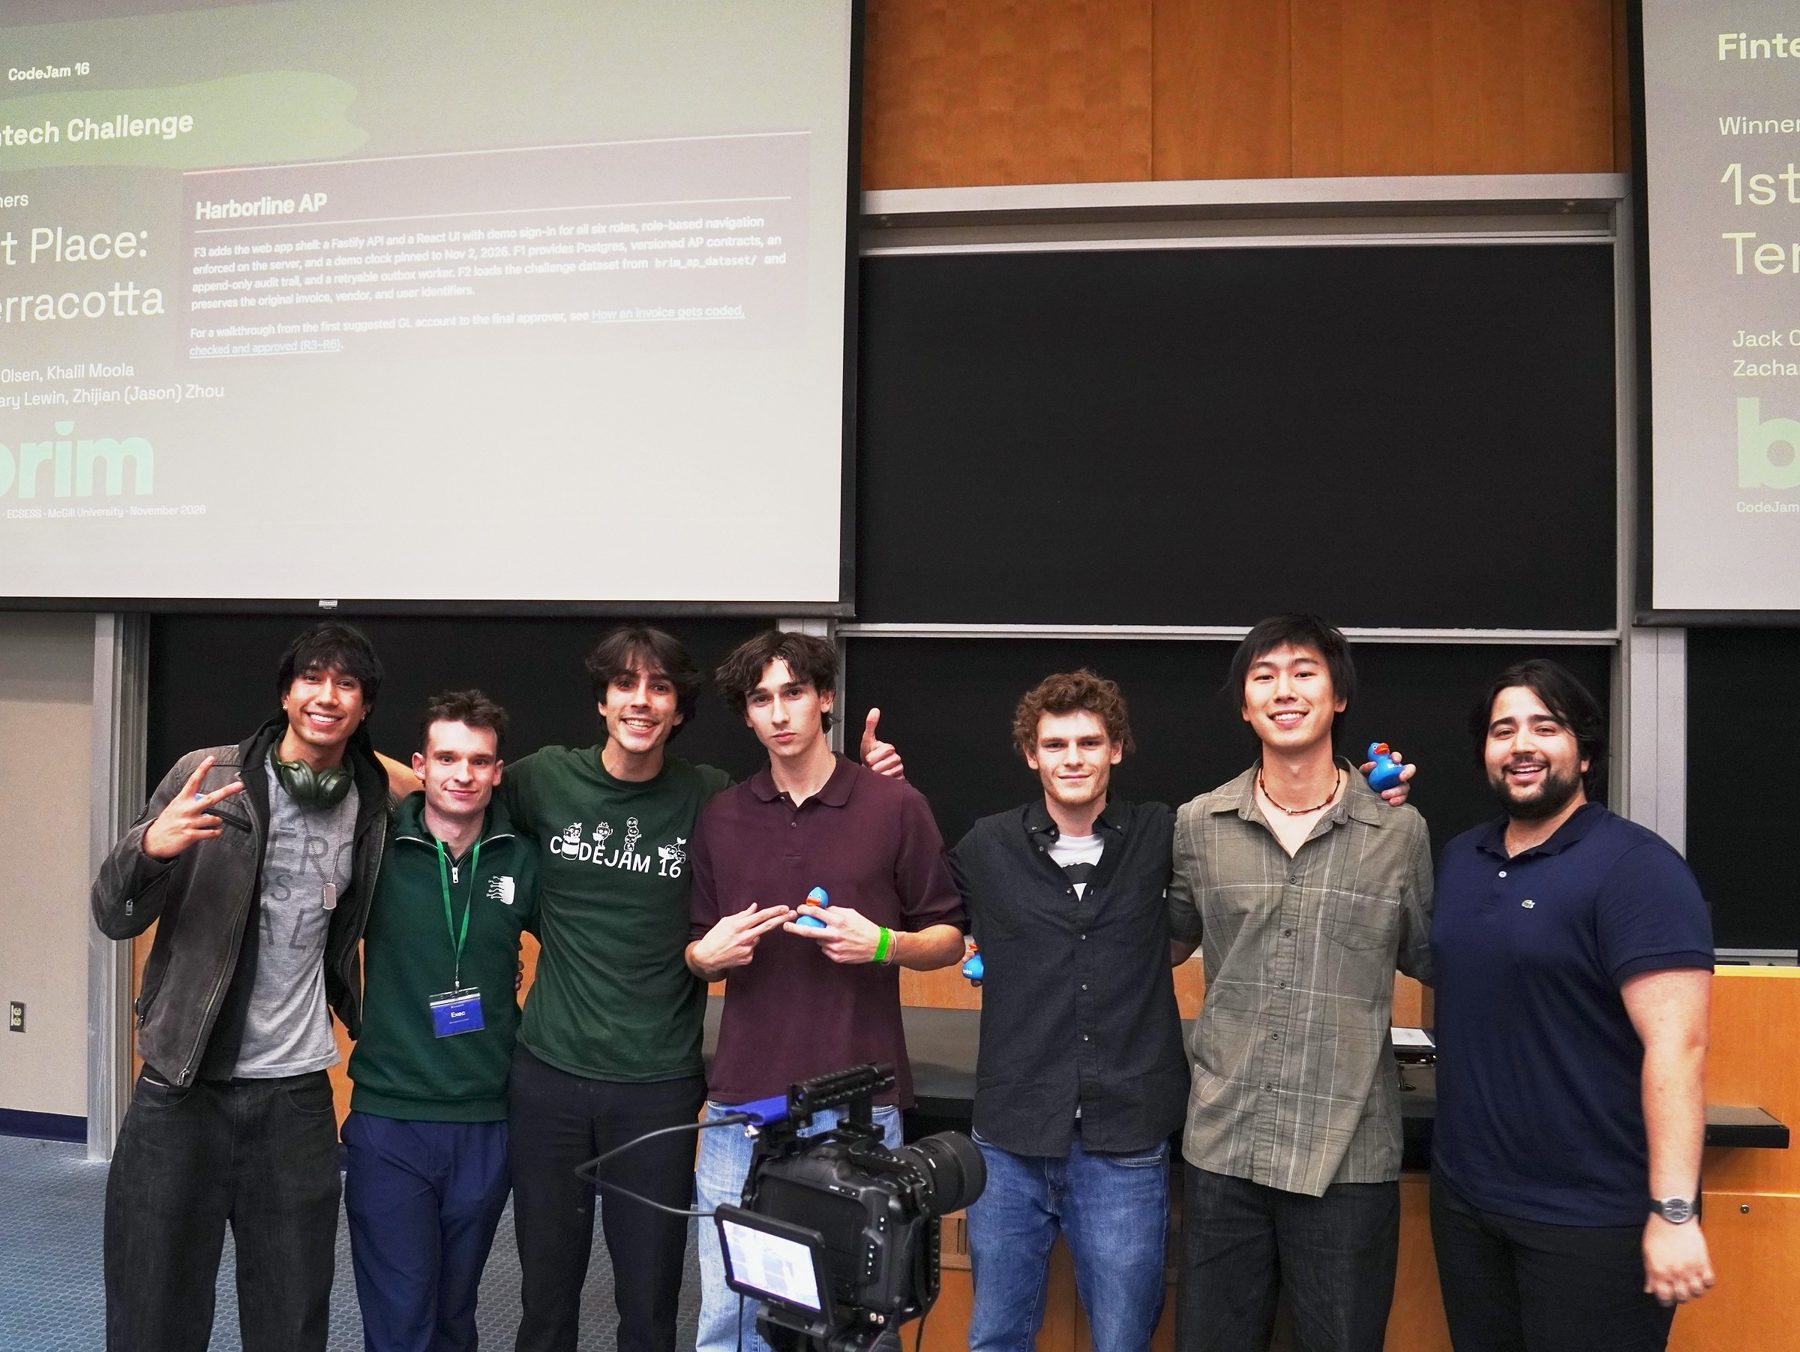 CodeJam 16
ntech Challenge
ners
t Place:
erracotta
Olsen, Khalil Moola
ary Lewin, Zhijian (Jason) Zhou
brim
· ECSESS · McGill University · November 2026
Harborline AP
F3 adds the web app shell: a Fastify API and a React UI with demo sign-in for all six roles, role-based navigation
enforced on the server, and a demo clock pinned to Nov 2, 2026. F1 provides Postgres, versioned AP contracts, an
append-only audit trail, and a retryable outbox worker. F2 loads the challenge dataset from brim_ap_dataset/ and
preserves the original invoice, vendor, and user identifiers.
For a walkthrough from the first suggested GL account to the final approver, see How an invoice gets coded,
checked and approved (R3–R6).
Finte
Winner
1st
Ter
Jack O
Zacha
b
CodeJam
CODEJAM 16
Exec